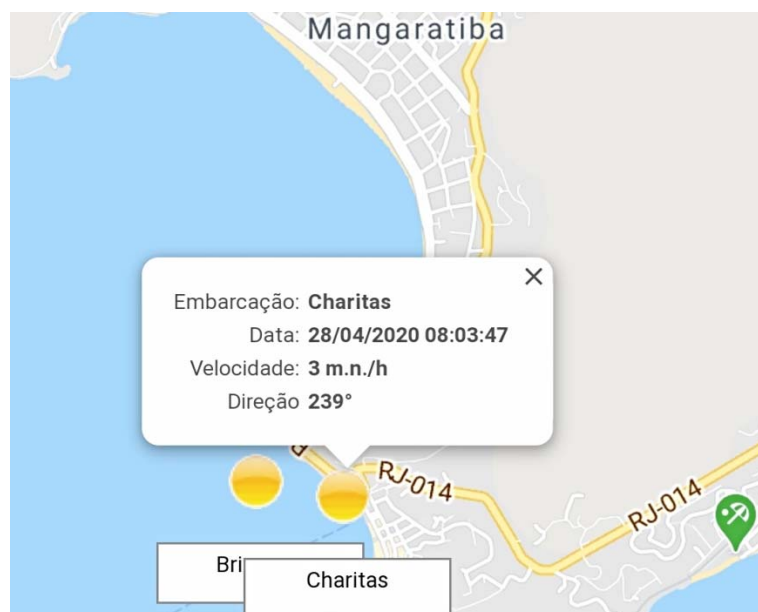 Mangaratiba
Embarcação: Charitas
Data: 28/04/2020 08:03:47
Velocidade: 3 m.n./h
Direção 239°
RJ-014
RJ-014
Charitas